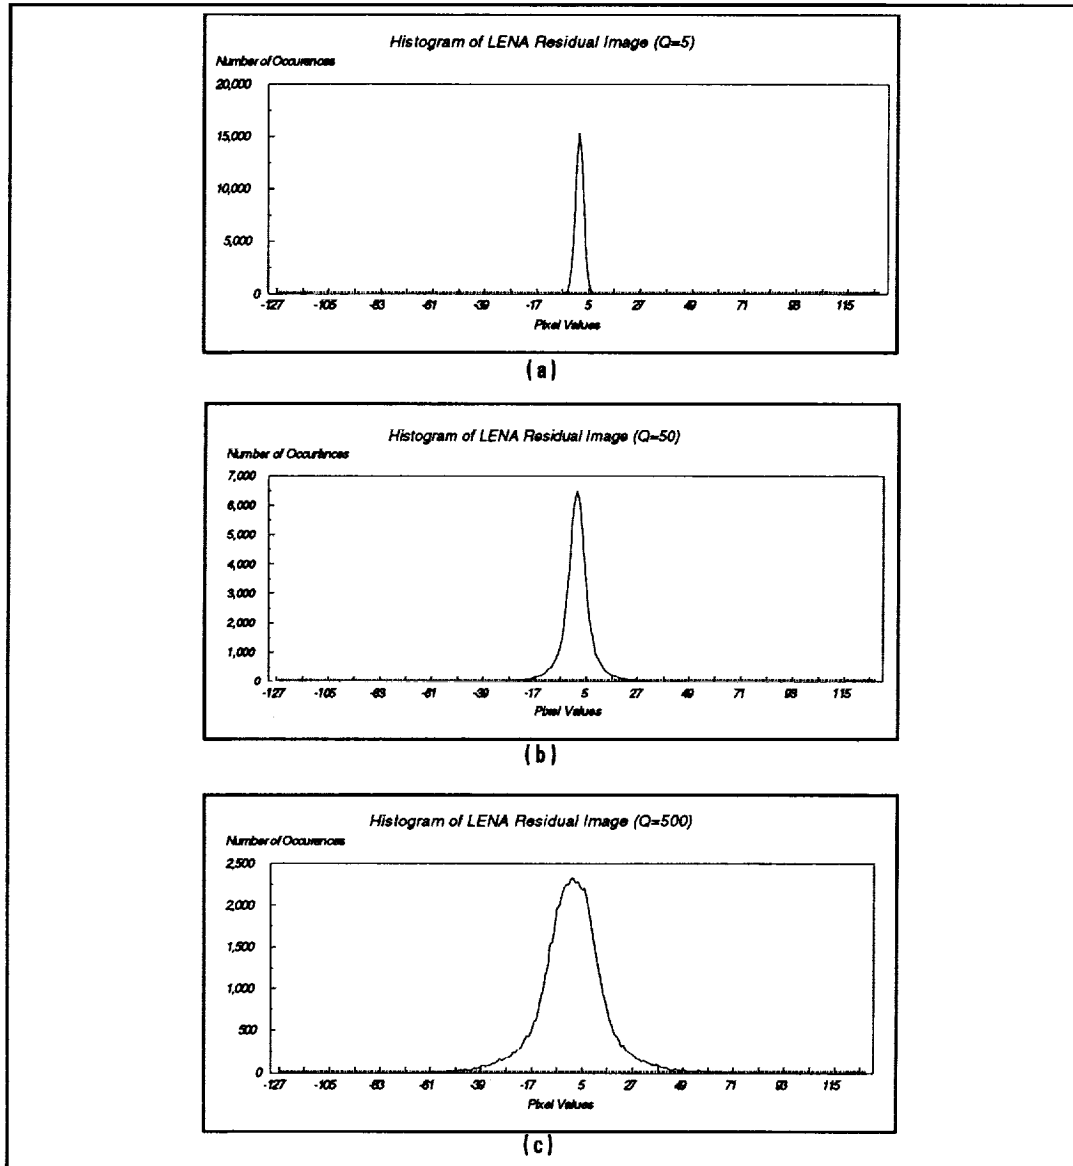 Histogram of LENA Residual Image (Q=5)
Number of Occurences
20,000
15,000
10,000
5,000
0
-127 -105 -83 -61 -39 -17 5 27 49 71 93 115
Pixel Values
(a)
Histogram of LENA Residual Image (Q=50)
Number of Occurences
7,000
6,000
5,000
4,000
3,000
2,000
1,000
0
-127 -105 -83 -61 -39 -17 5 27 49 71 93 115
Pixel Values
(b)
Histogram of LENA Residual Image (Q=500)
Number of Occurences
2,500
2,000
1,500
1,000
500
0
-127 -105 -83 -61 -39 -17 5 27 49 71 93 115
Pixel Values
(c)